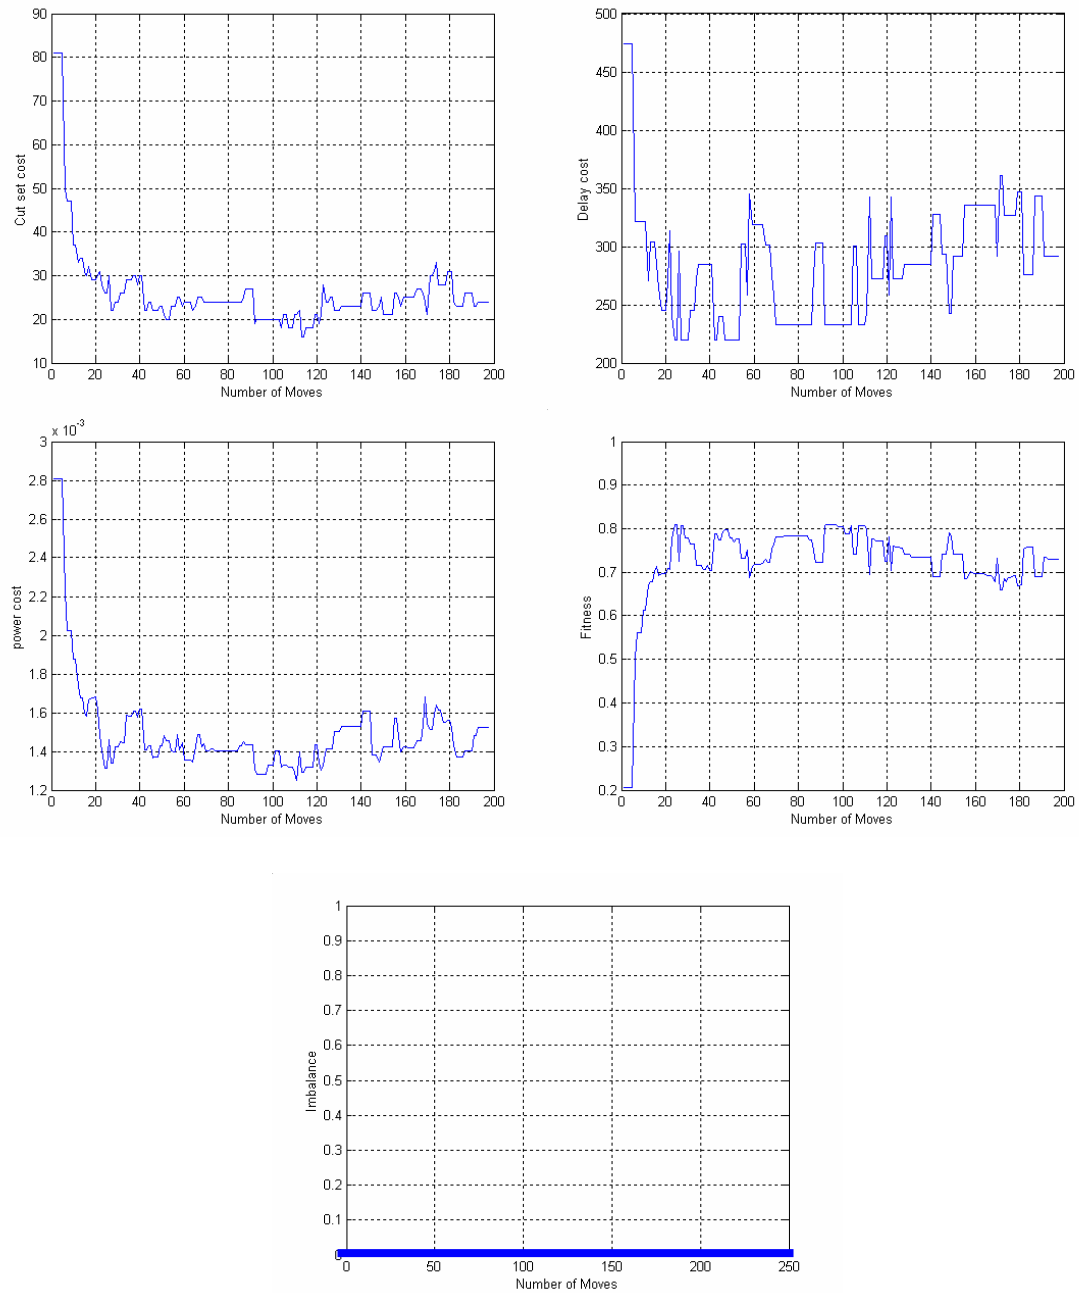 90
80
70
60
50
40
30
20
10
Cut set cost
0 20 40 60 80 100 120 140 160 180 200
Number of Moves
500
450
400
350
300
250
200
Delay cost
0 20 40 60 80 100 120 140 160 180 200
Number of Moves
x 10-3
3
2.8
2.6
2.4
2.2
2
1.8
1.6
1.4
1.2
power cost
0 20 40 60 80 100 120 140 160 180 200
Number of Moves
1
0.9
0.8
0.7
0.6
0.5
0.4
0.3
0.2
Fitness
0 20 40 60 80 100 120 140 160 180 200
Number of Moves
1
0.9
0.8
0.7
0.6
0.5
0.4
0.3
0.2
0.1
0
Imbalance
0 50 100 150 200 250
Number of Moves